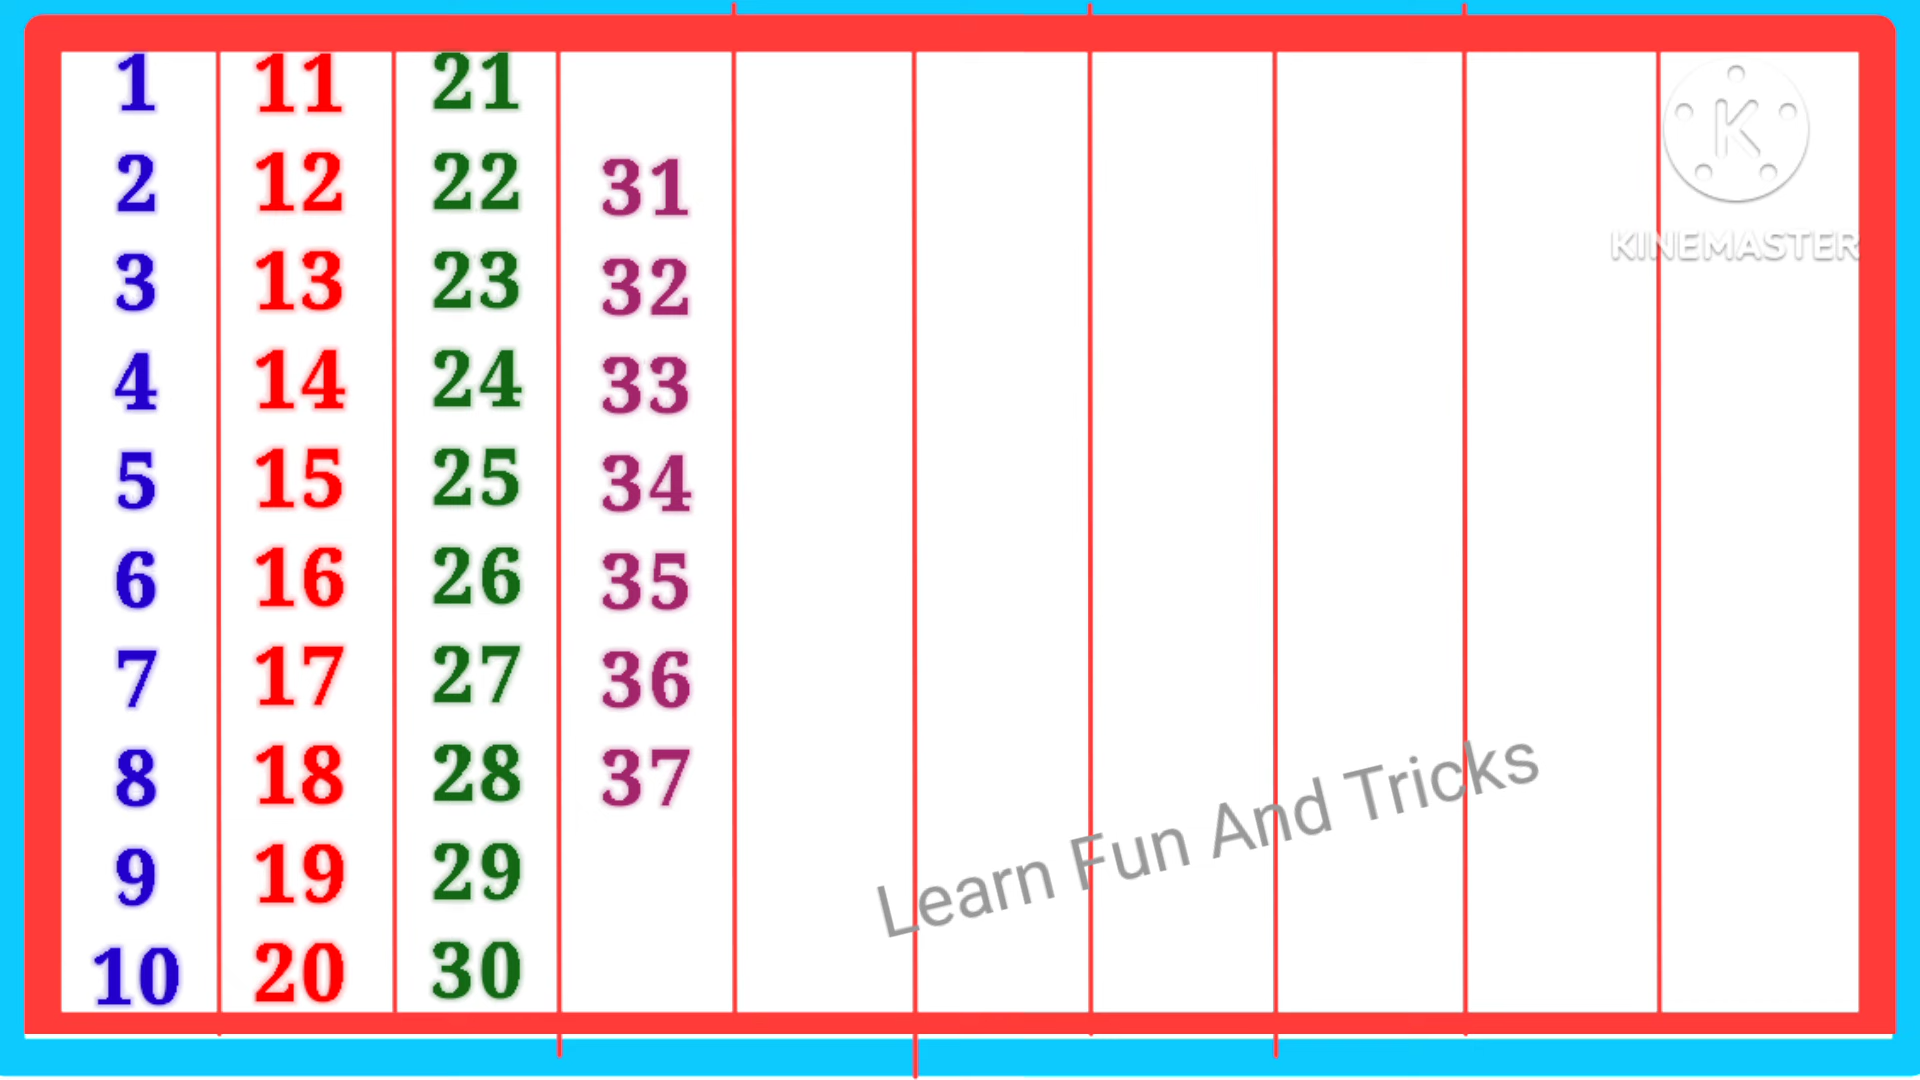 1 11 21
2 12 22 31
3 13 23 32
4 14 24 33
5 15 25 34
6 16 26 35
7 17 27 36
8 18 28 37
9 19 29
10 20 30
K
KINEMASTER
Learn Fun And Tricks